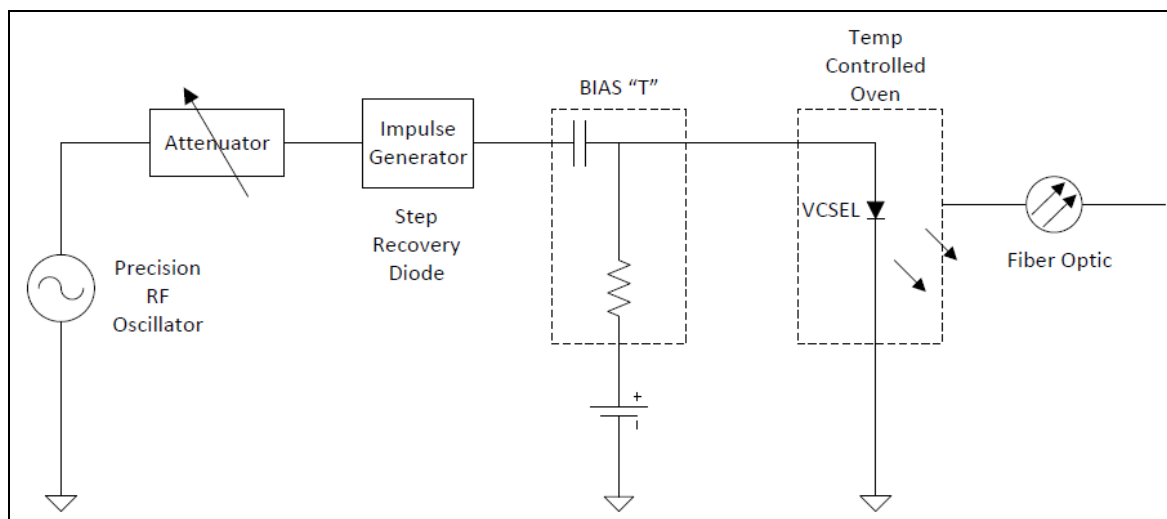 Precision
RF
Oscillator
Attenuator
Impulse
Generator
Step
Recovery
Diode
BIAS “T”
+
-
Temp
Controlled
Oven
VCSEL
Fiber Optic